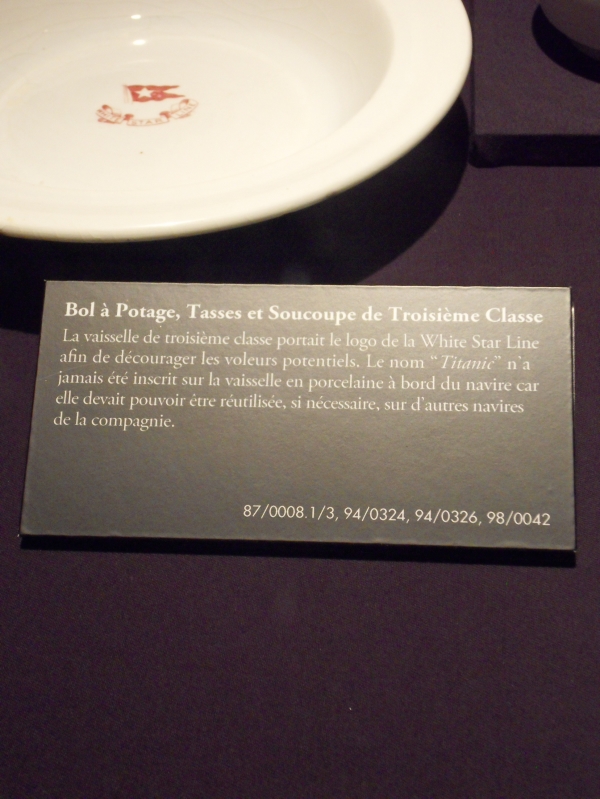 STAR
Bol à Potage, Tasses et Soucoupe de Troisième Classe
La vaisselle de troisième classe portait le logo de la White Star Line
afin de décourager les voleurs potentiels. Le nom “Titanic” n'a
jamais été inscrit sur la vaisselle en porcelaine à bord du navire car
elle devait pouvoir être réutilisée, si nécessaire, sur d'autres navires
de la compagnie.
87/0008.1/3, 94/0324, 94/0326, 98/0042